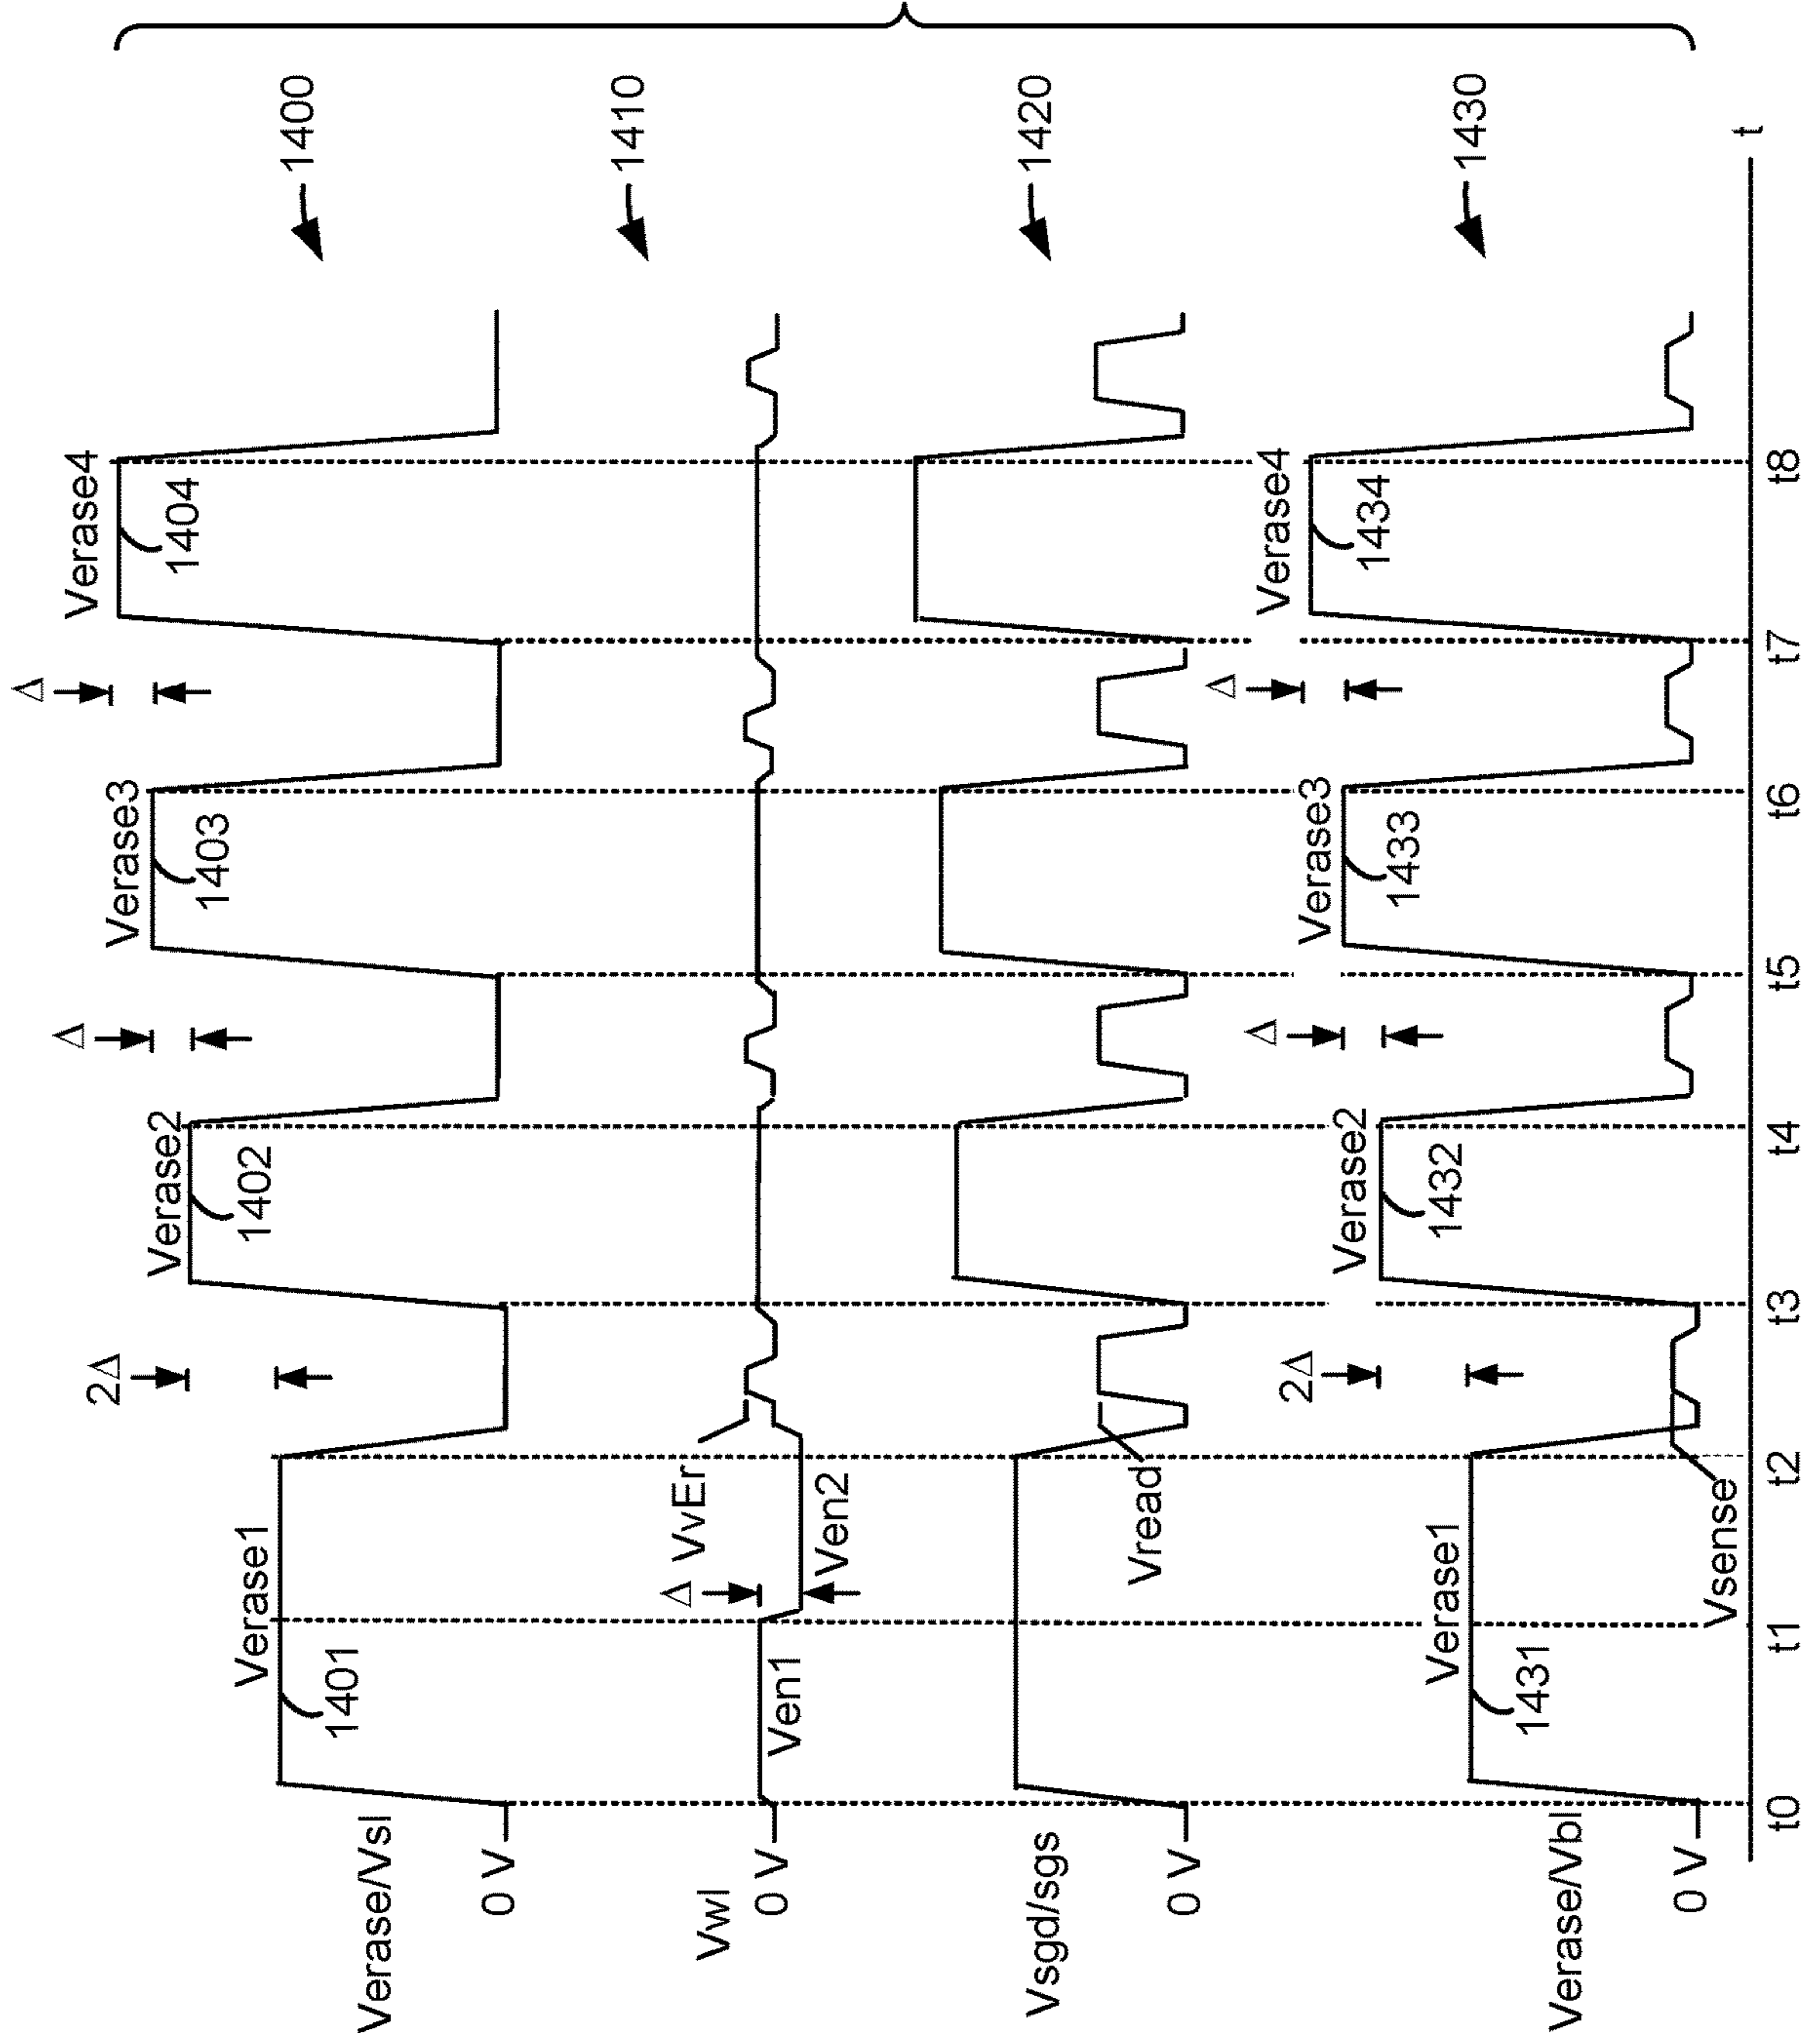 Verase/Vsl
0 V
Verase1
1401
2Δ
Verase2
1402
Δ
Verase3
1403
Δ
Verase4
1404
1400
Vwl
0 V
Ven1
Δ
Ven2
VvEr
1410
Vsgd/sgs
0 V
Vread
1420
Verase/Vbl
0 V
Verase1
1431
Vsense
2Δ
Verase2
1432
Δ
Verase3
1433
Δ
Verase4
1434
1430
t0 t1 t2 t3 t4 t5 t6 t7 t8
t